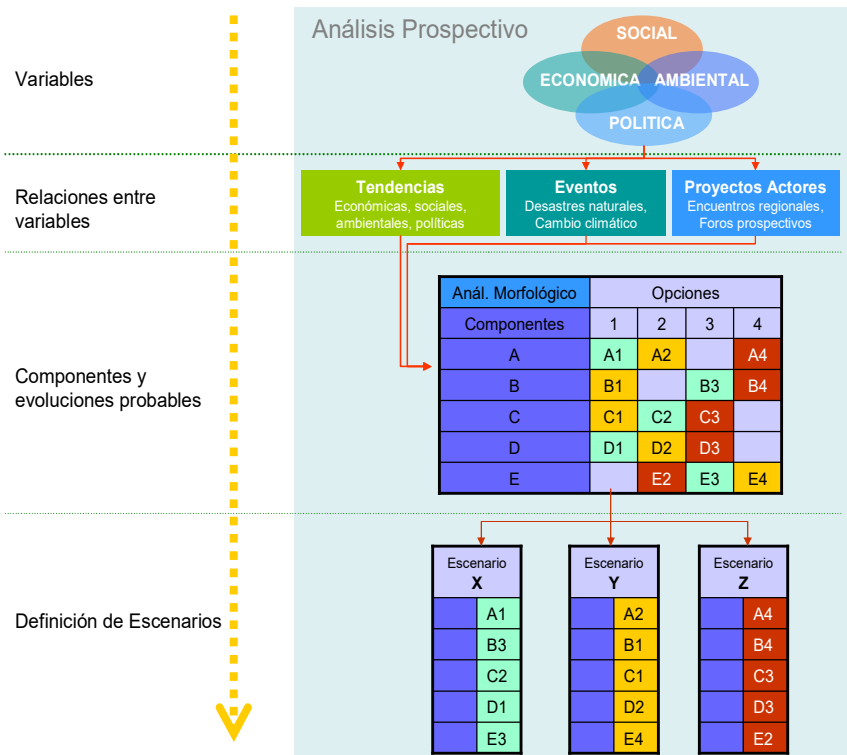 Análisis Prospectivo
SOCIAL
ECONOMICA AMBIENTAL
POLITICA
Variables
Relaciones entre
variables
Tendencias
Económicas, sociales,
ambientales, políticas
Eventos
Desastres naturales,
Cambio climático
Proyectos Actores
Encuentros regionales,
Foros prospectivos
Componentes y
evoluciones probables
Anál. Morfológico Opciones
Componentes 1 2 3 4
A A1 A2 A4
B B1 B3 B4
C C1 C2 C3
D D1 D2 D3
E E2 E3 E4
Definición de Escenarios
Escenario
X
A1
B3
C2
D1
E3
Escenario
Y
A2
B1
C1
D2
E4
Escenario
Z
A4
B4
C3
D3
E2